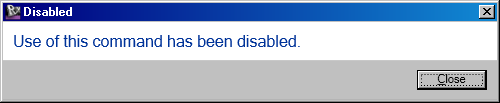 Disabled
Use of this command has been disabled.
Close